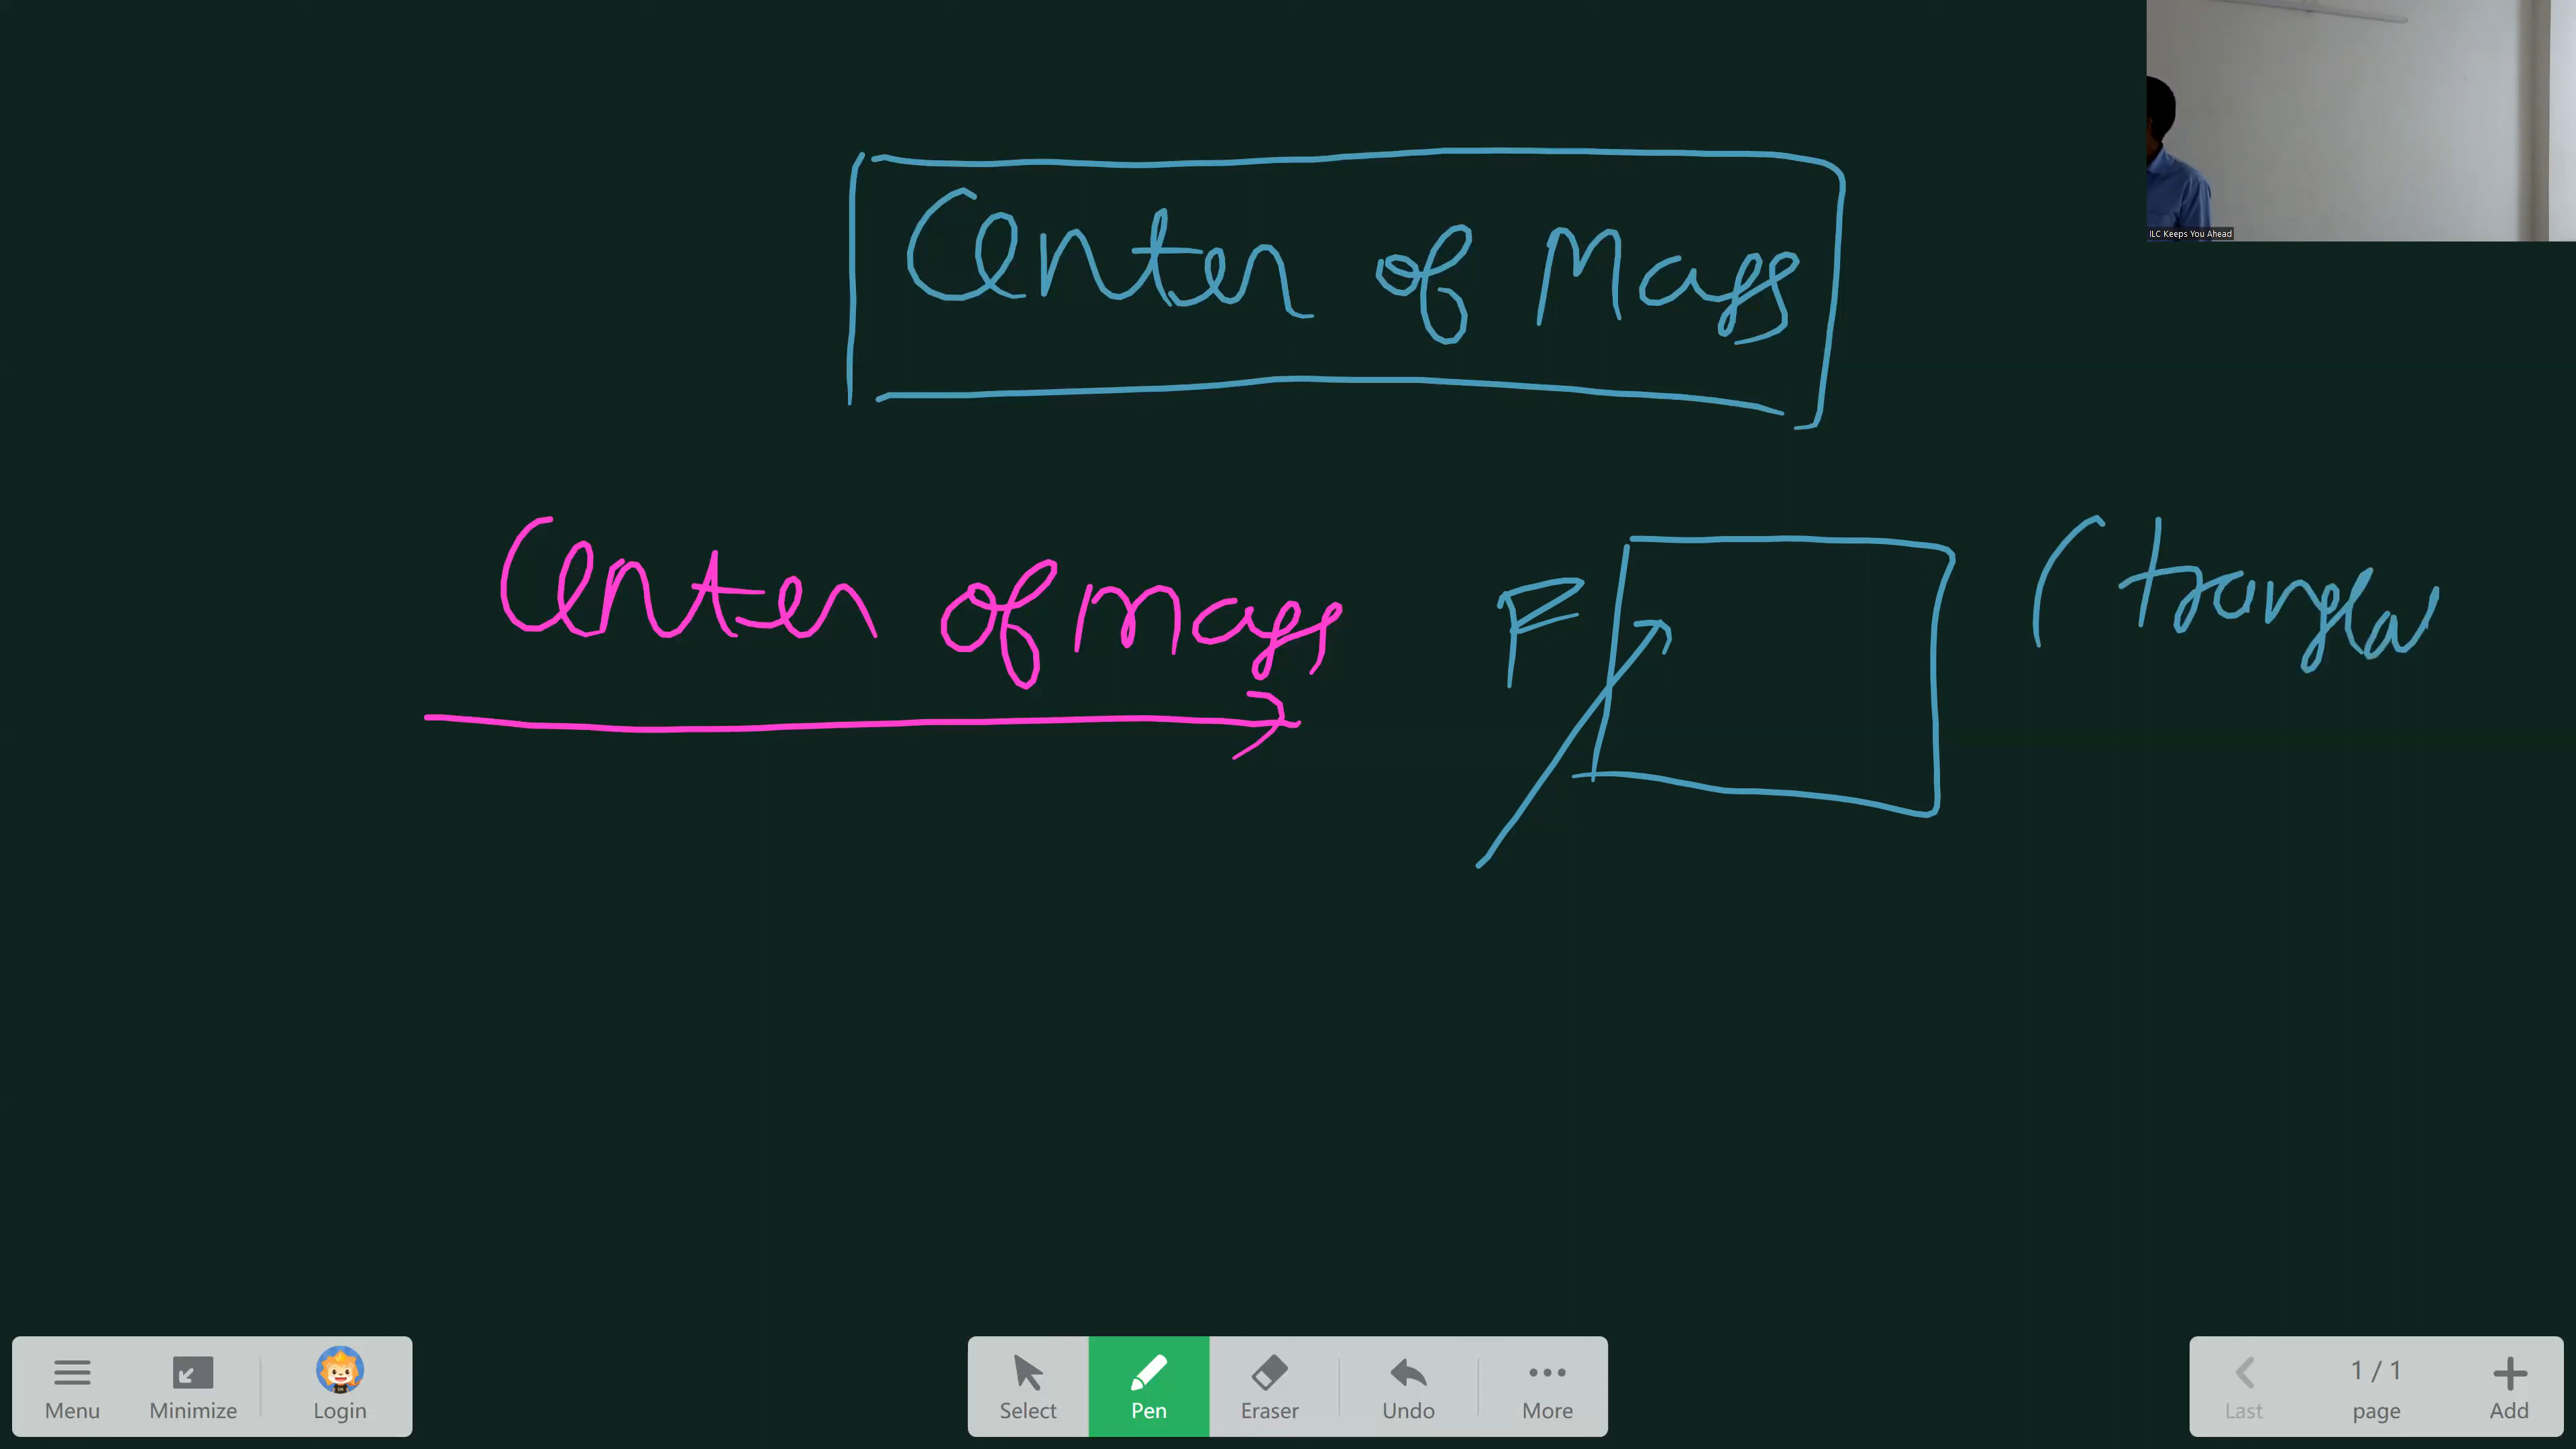 ILC Keeps You Ahead
Center of Mass
Center of mass
F
(transla
Menu
Minimize
Login
Select
Pen
Eraser
Undo
More
Last
1 / 1
page
Add